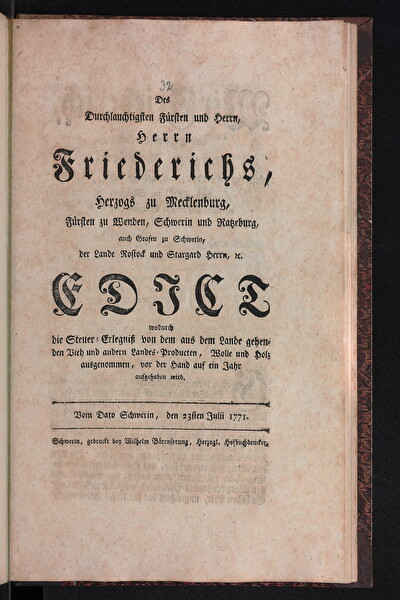 32
Des
Durchlauchtigsten Fürsten und Herrn,
Herrn
Friederichs,
Herzogs zu Mecklenburg,
Fürsten zu Wenden, Schwerin und Ratzeburg,
auch Grafen zu Schwerin,
der Lande Rostock und Stargard Herrn, ꝛc.
EDICT
wodurch
die Steuer-Erlegniß von dem aus dem Lande gehen-
den Vieh und andern Landes-Producten, Wolle und Holz
ausgenommen, vor der Hand auf ein Jahr
aufgehoben wird.
Vom Dato Schwerin, den 23sten Julii 1771.
Schwerin, gedruckt bey Wilhelm Bärensprung, Herzogl. Hofbuchdrucker.